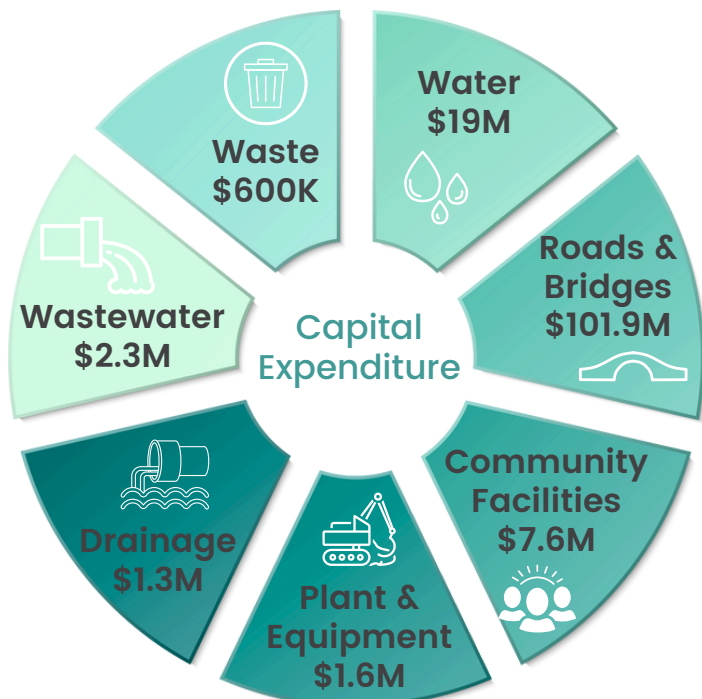 Capital
Expenditure
Water
$19M
Roads &
Bridges
$101.9M
Community
Facilities
$7.6M
Plant &
Equipment
$1.6M
Drainage
$1.3M
Wastewater
$2.3M
Waste
$600K